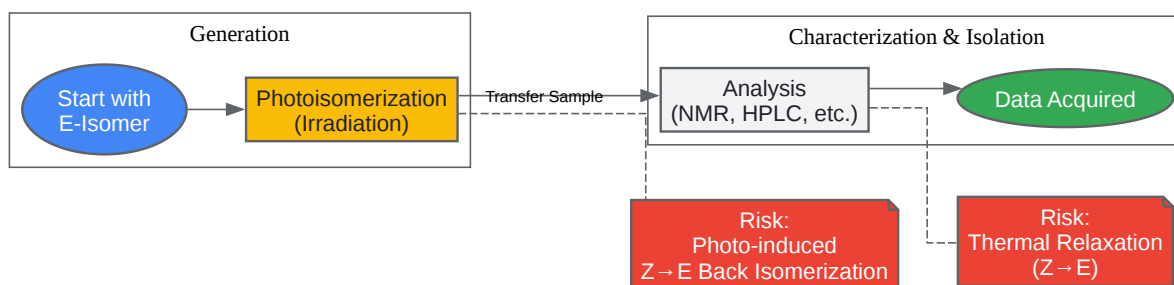 Generation
Start with
E-Isomer
Photoisomerization
(Irradiation)
Transfer Sample
Characterization & Isolation
Analysis
(NMR, HPLC, etc.)
Data Acquired
Risk:
Photo-induced
Z→E Back Isomerization
Risk:
Thermal Relaxation
(Z→E)